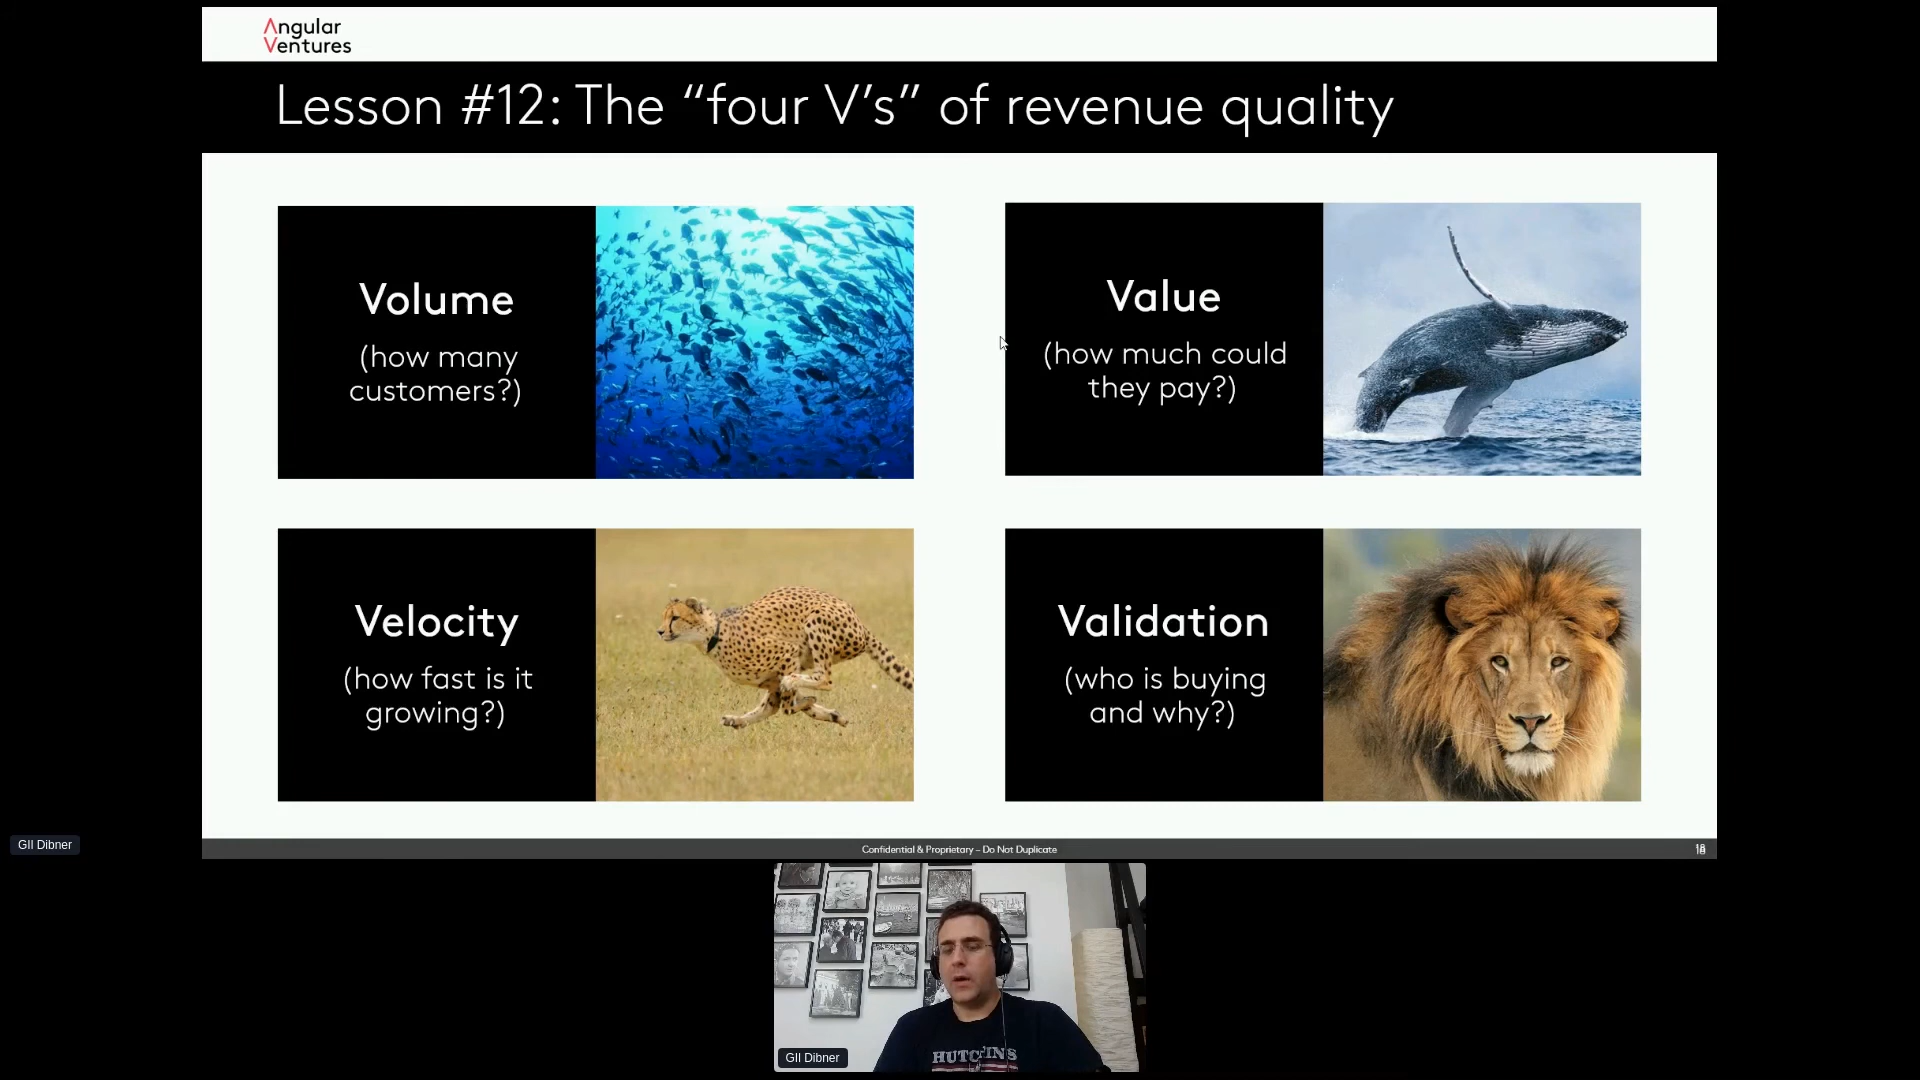 Angular
Ventures
Lesson #12: The “four V’s” of revenue quality
Volume
(how many
customers?)
Value
(how much could
they pay?)
Velocity
(how fast is it
growing?)
Validation
(who is buying
and why?)
Confidential & Proprietary – Do Not Duplicate
GIl Dibner
GIl Dibner